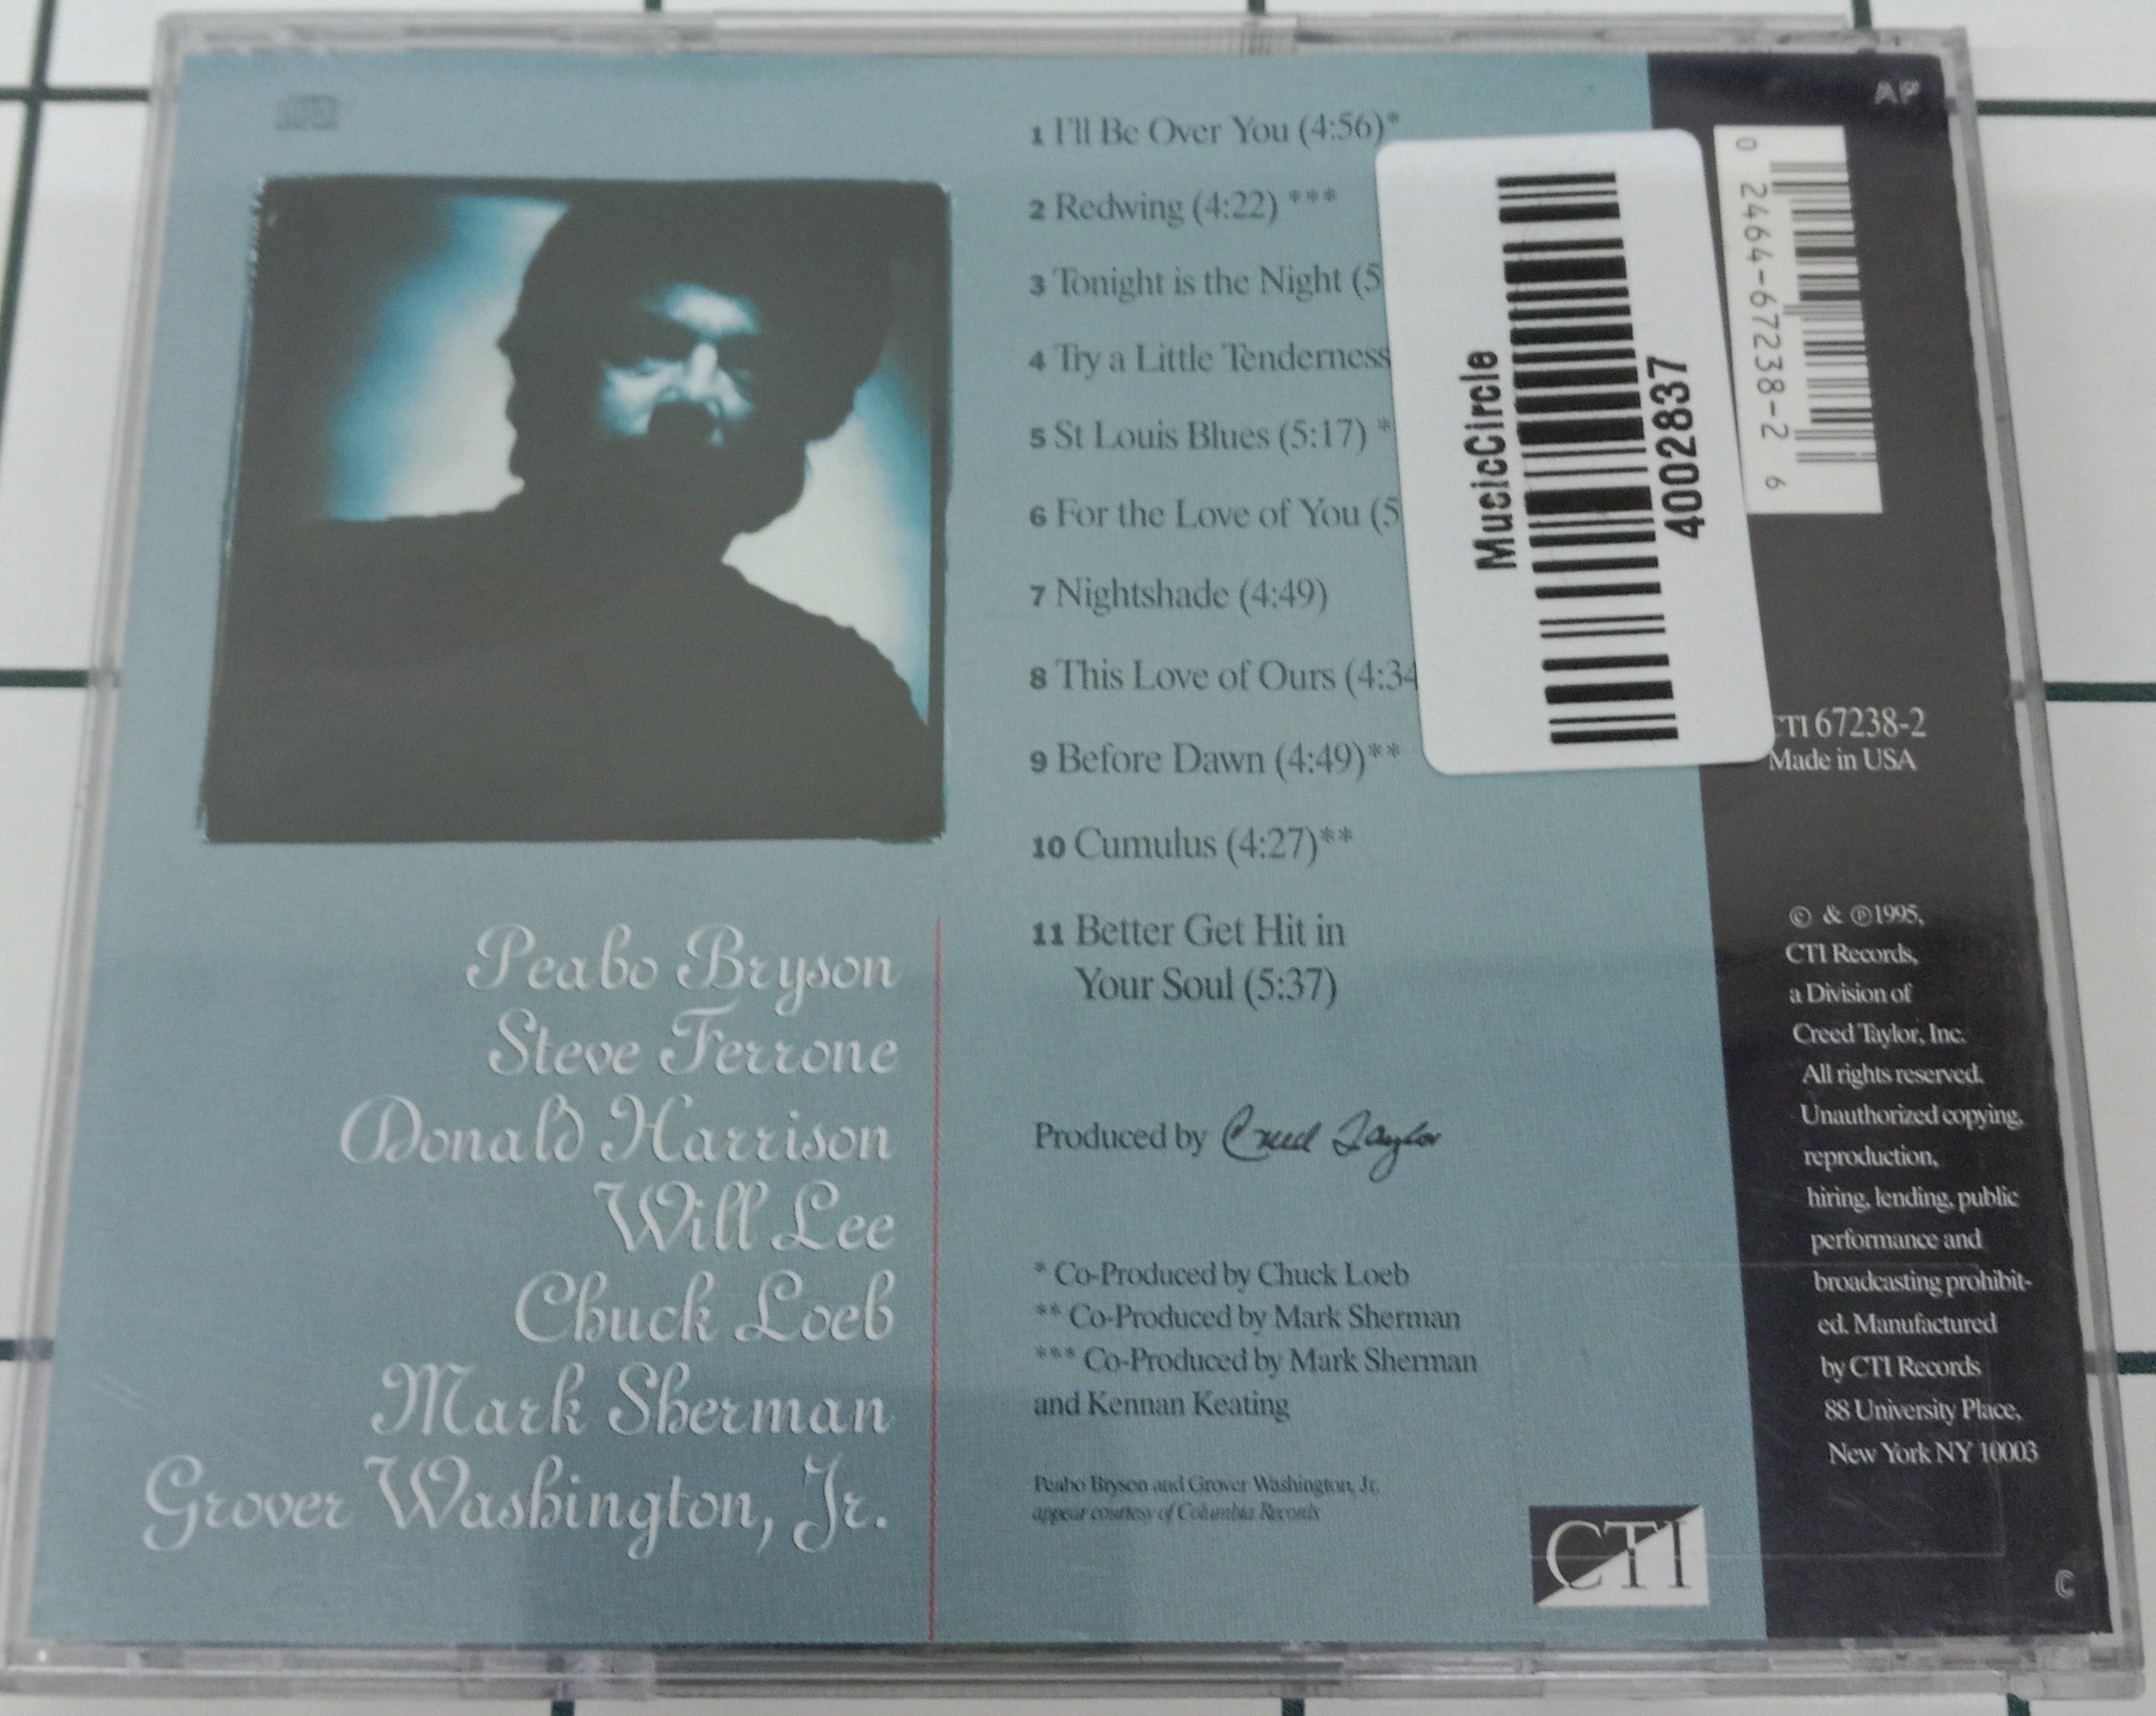 1 I'll Be Over You (4:56)*
2 Redwing (4:22) ***
3 Tonight is the Night (5
4 Try a Little Tenderness
5 St Louis Blues (5:17) *
6 For the Love of You (5
7 Nightshade (4:49)
8 This Love of Ours (4:34
9 Before Dawn (4:49)**
10 Cumulus (4:27)**
11 Better Get Hit in
Your Soul (5:37)
Produced by Creed Taylor
* Co-Produced by Chuck Loeb
** Co-Produced by Mark Sherman
*** Co-Produced by Mark Sherman
and Kennan Keating
Peabo Bryson and Grover Washington, Jr.
appear courtesy of Columbia Records
Peabo Bryson
Steve Ferrone
Donald Harrison
Will Lee
Chuck Loeb
Mark Sherman
Grover Washington, Jr.
MusicCircle
4002837
AP
0 2464-67238-2 6
CTI 67238-2
Made in USA
© & ℗1995,
CTI Records,
a Division of
Creed Taylor, Inc.
All rights reserved.
Unauthorized copying,
reproduction,
hiring, lending, public
performance and
broadcasting prohibit-
ed. Manufactured
by CTI Records
88 University Place,
New York NY 10003
CTI
C